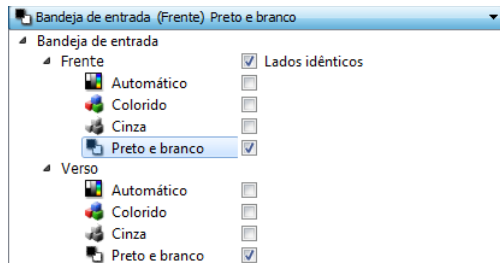 Bandeja de entrada (Frente) Preto e branco
Bandeja de entrada
Frente Lados idênticos
Automático
Colorido
Cinza
Preto e branco
Verso
Automático
Colorido
Cinza
Preto e branco